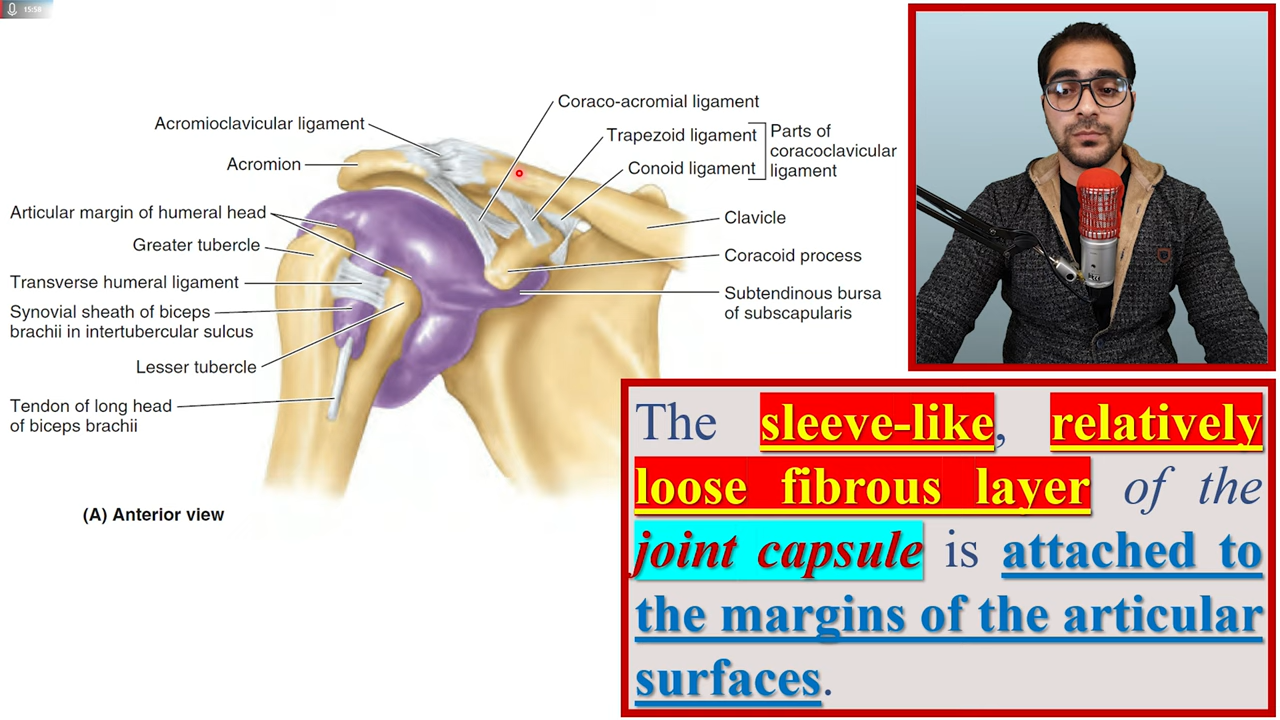 15:58
Coraco-acromial ligament
Acromioclavicular ligament
Trapezoid ligament
Parts of
coracoclavicular
ligament
Acromion
Conoid ligament
Articular margin of humeral head
Clavicle
Greater tubercle
Coracoid process
Transverse humeral ligament
Subtendinous bursa
of subscapularis
Synovial sheath of biceps
brachii in intertubercular sulcus
Lesser tubercle
Tendon of long head
of biceps brachii
(A) Anterior view
The sleeve-like, relatively
loose fibrous layer of the
joint capsule is attached to
the margins of the articular
surfaces.